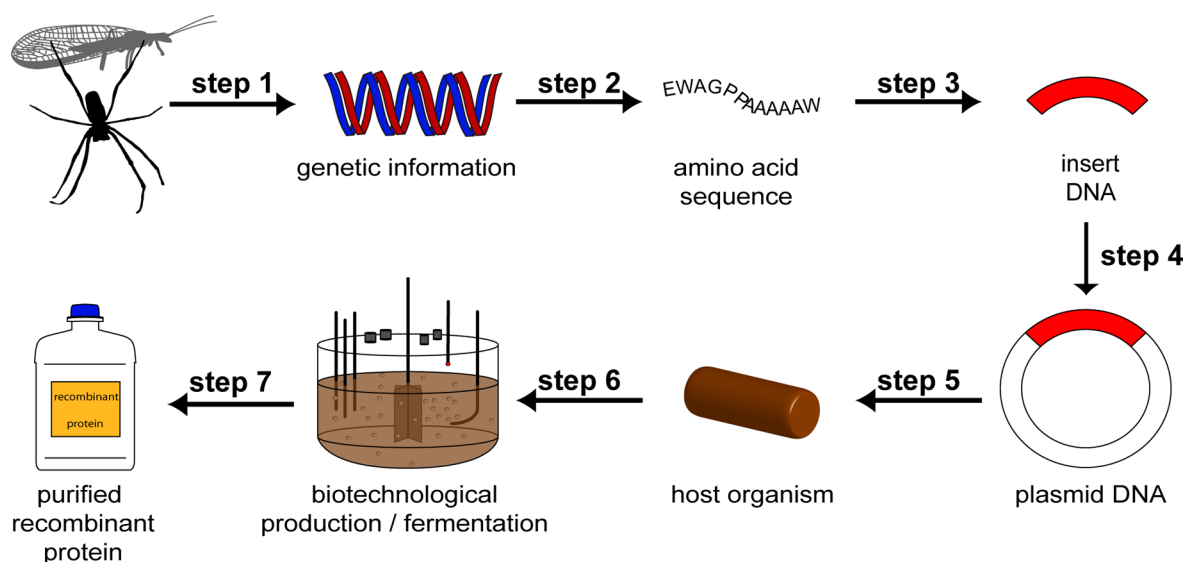 step 1
step 2
step 3
EWAGPPAAAAAW
genetic information
amino acid
sequence
insert
DNA
step 4
step 7
step 6
step 5
recombinant
protein
purified
recombinant
protein
biotechnological
production / fermentation
host organism
plasmid DNA